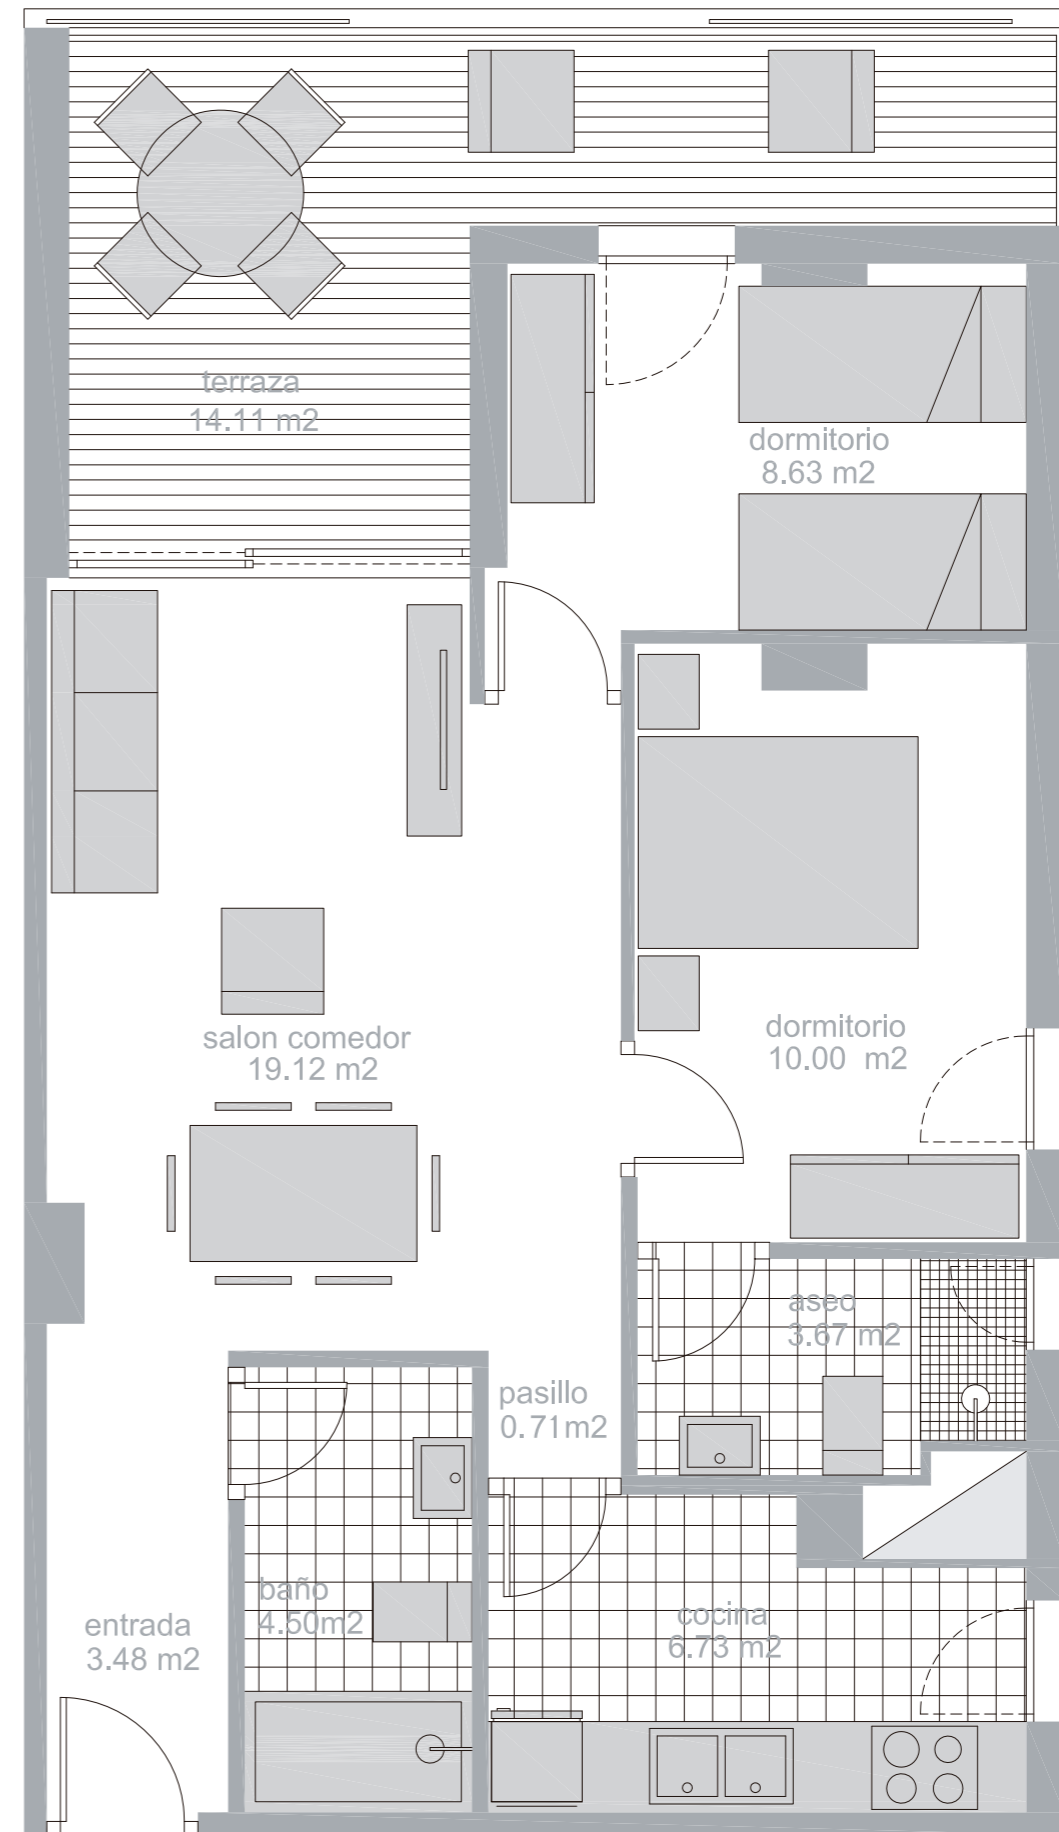 terraza
14.11 m2
dormitorio
8.63 m2
salon comedor
19.12 m2
dormitorio
10.00 m2
aseo
3.67 m2
pasillo
0.71m2
baño
4.50m2
entrada
3.48 m2
cocina
6.73 m2